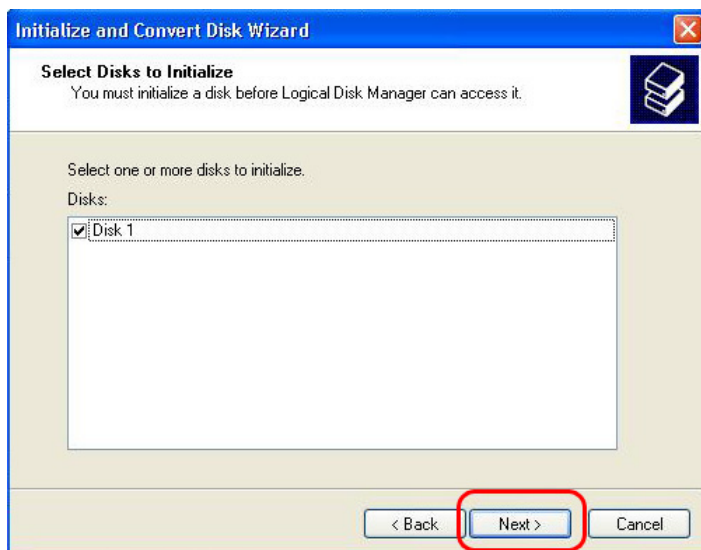 Initialize and Convert Disk Wizard
Select Disks to Initialize
You must initialize a disk before Logical Disk Manager can access it.
Select one or more disks to initialize.
Disks:
Disk 1
< Back Next > Cancel